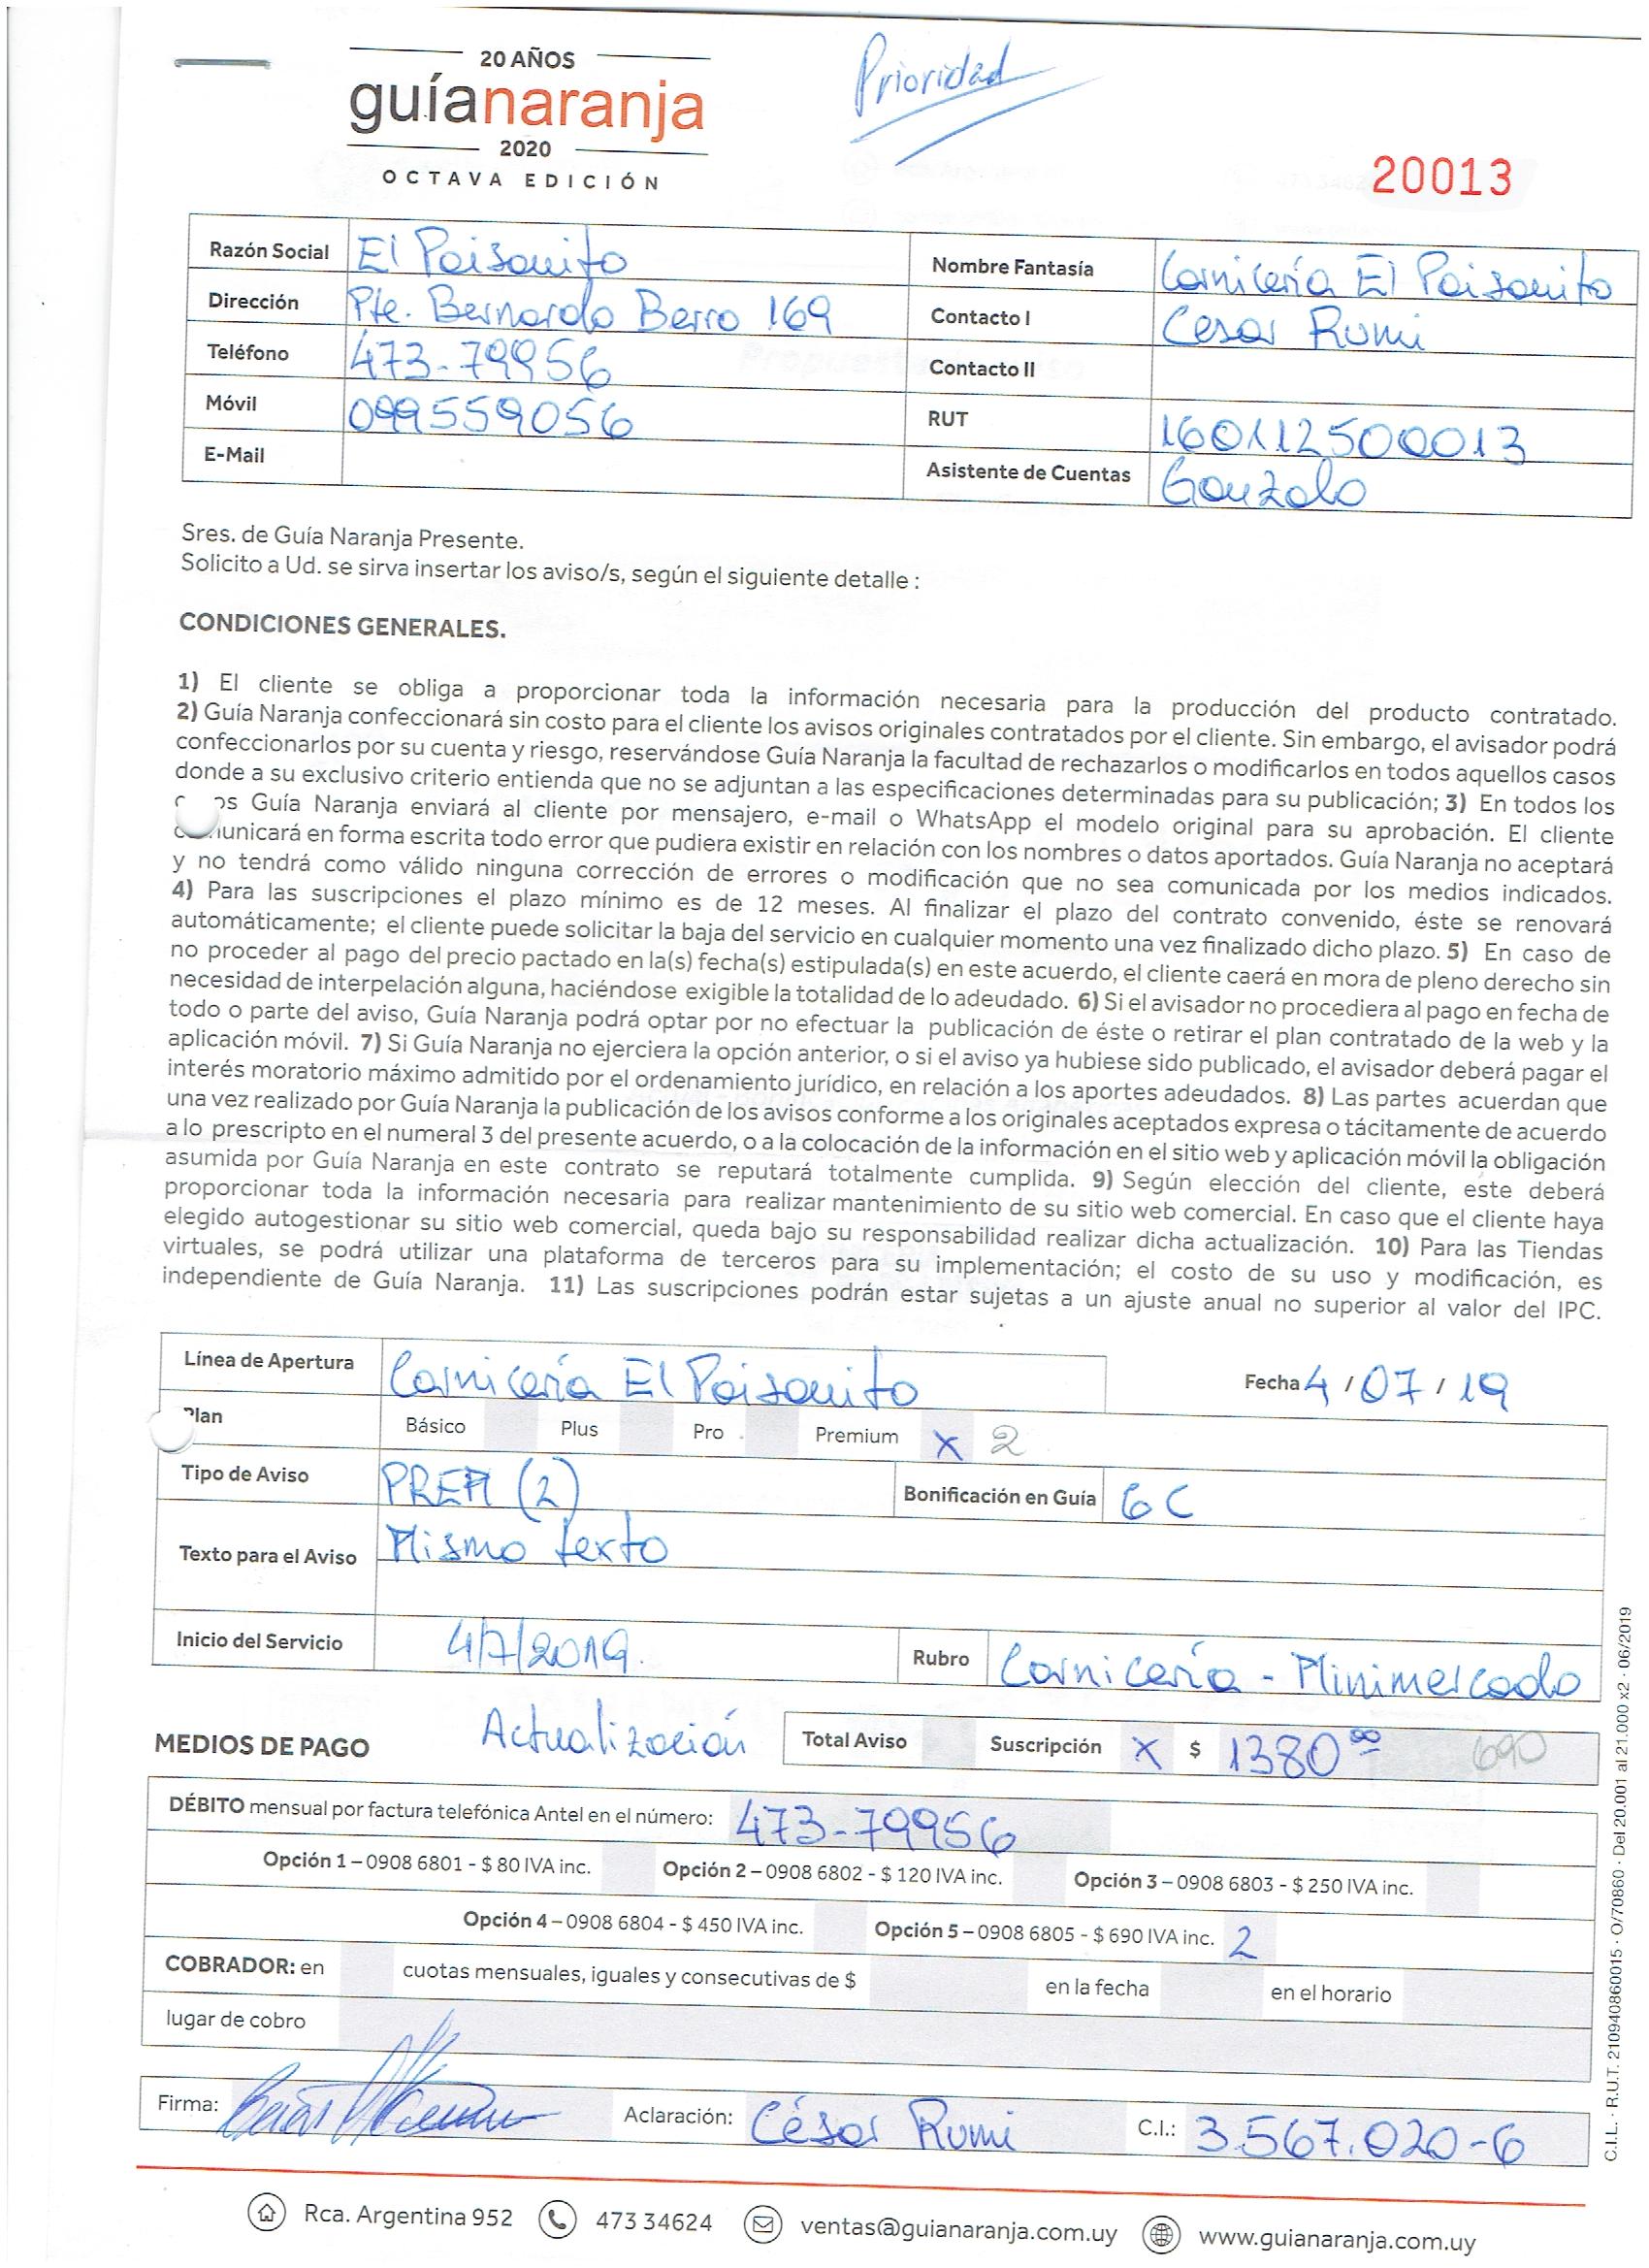 20 AÑOS
guíanaranja
2020
OCTAVA EDICIÓN
Prioridad
20013
Razón Social El Paisanito Nombre Fantasía Carnicería El Paisanito
Dirección Pte. Bernardo Berro 169 Contacto I Cesar Rumi
Teléfono 473-79956 Contacto II
Móvil 099559056 RUT 160112500013
E-Mail Asistente de Cuentas Gonzalo
Sres. de Guía Naranja Presente.
Solicito a Ud. se sirva insertar los aviso/s, según el siguiente detalle :
CONDICIONES GENERALES.
1) El cliente se obliga a proporcionar toda la información necesaria para la producción del producto contratado.
2) Guía Naranja confeccionará sin costo para el cliente los avisos originales contratados por el cliente. Sin embargo, el avisador podrá
confeccionarlos por su cuenta y riesgo, reservándose Guía Naranja la facultad de rechazarlos o modificarlos en todos aquellos casos
donde a su exclusivo criterio entienda que no se adjuntan a las especificaciones determinadas para su publicación; 3) En todos los
Guía Naranja enviará al cliente por mensajero, e-mail o WhatsApp el modelo original para su aprobación. El cliente
comunicará en forma escrita todo error que pudiera existir en relación con los nombres o datos aportados. Guía Naranja no aceptará
y no tendrá como válido ninguna corrección de errores o modificación que no sea comunicada por los medios indicados.
4) Para las suscripciones el plazo mínimo es de 12 meses. Al finalizar el plazo del contrato convenido, éste se renovará
automáticamente; el cliente puede solicitar la baja del servicio en cualquier momento una vez finalizado dicho plazo. 5) En caso de
no proceder al pago del precio pactado en la(s) fecha(s) estipulada(s) en este acuerdo, el cliente caerá en mora de pleno derecho sin
necesidad de interpelación alguna, haciéndose exigible la totalidad de lo adeudado. 6) Si el avisador no procediera al pago en fecha de
todo o parte del aviso, Guía Naranja podrá optar por no efectuar la publicación de éste o retirar el plan contratado de la web y la
aplicación móvil. 7) Si Guía Naranja no ejerciera la opción anterior, o si el aviso ya hubiese sido publicado, el avisador deberá pagar el
interés moratorio máximo admitido por el ordenamiento jurídico, en relación a los aportes adeudados. 8) Las partes acuerdan que
una vez realizado por Guía Naranja la publicación de los avisos conforme a los originales aceptados expresa o tácitamente de acuerdo
a lo prescripto en el numeral 3 del presente acuerdo, o a la colocación de la información en el sitio web y aplicación móvil la obligación
asumida por Guía Naranja en este contrato se reputará totalmente cumplida. 9) Según elección del cliente, este deberá
proporcionar toda la información necesaria para realizar mantenimiento de su sitio web comercial. En caso que el cliente haya
elegido autogestionar su sitio web comercial, queda bajo su responsabilidad realizar dicha actualización. 10) Para las Tiendas
virtuales, se podrá utilizar una plataforma de terceros para su implementación; el costo de su uso y modificación, es
independiente de Guía Naranja. 11) Las suscripciones podrán estar sujetas a un ajuste anual no superior al valor del IPC.
Línea de Apertura Carnicería El Paisanito Fecha 4 / 07 / 19
Plan Básico Plus Pro Premium X 2
Tipo de Aviso PREM (2) Bonificación en Guía 6C
Texto para el Aviso Mismo texto
Inicio del Servicio 4/7/2019. Rubro Carnicería - Minimercado
MEDIOS DE PAGO Actualización Total Aviso Suscripción X $ 1380 00 690
DÉBITO mensual por factura telefónica Antel en el número: 473-79956
Opción 1 – 0908 6801 - $ 80 IVA inc. Opción 2 – 0908 6802 - $ 120 IVA inc. Opción 3 – 0908 6803 - $ 250 IVA inc.
Opción 4 – 0908 6804 - $ 450 IVA inc. Opción 5 – 0908 6805 - $ 690 IVA inc. 2
COBRADOR: en cuotas mensuales, iguales y consecutivas de $ en la fecha en el horario
lugar de cobro
Firma: Aclaración: César Rumi C.I.: 3.567.020-6
Rca. Argentina 952 473 34624 ventas@guianaranja.com.uy www.guianaranja.com.uy
C.I.L. · R.U.T. 210940860015 · O/70860 · Del 20.001 al 21.000 x2 · 06/2019